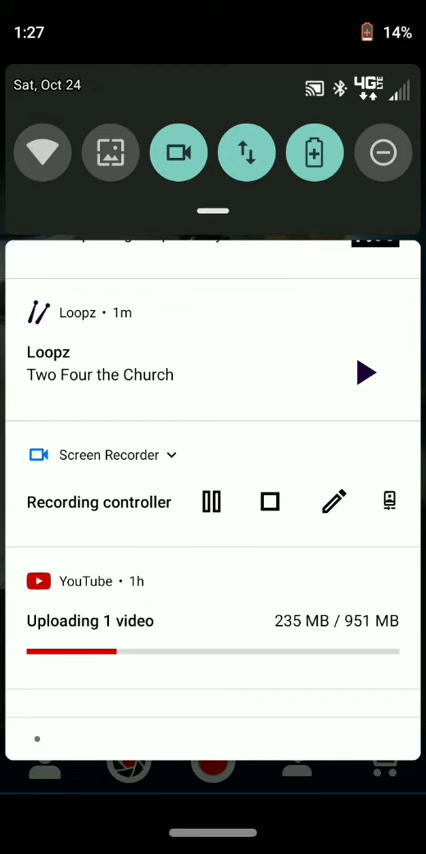 1:27
14%
Sat, Oct 24
4G LTE
Loopz • 1m
Loopz
Two Four the Church
Screen Recorder
Recording controller
YouTube • 1h
Uploading 1 video
235 MB / 951 MB